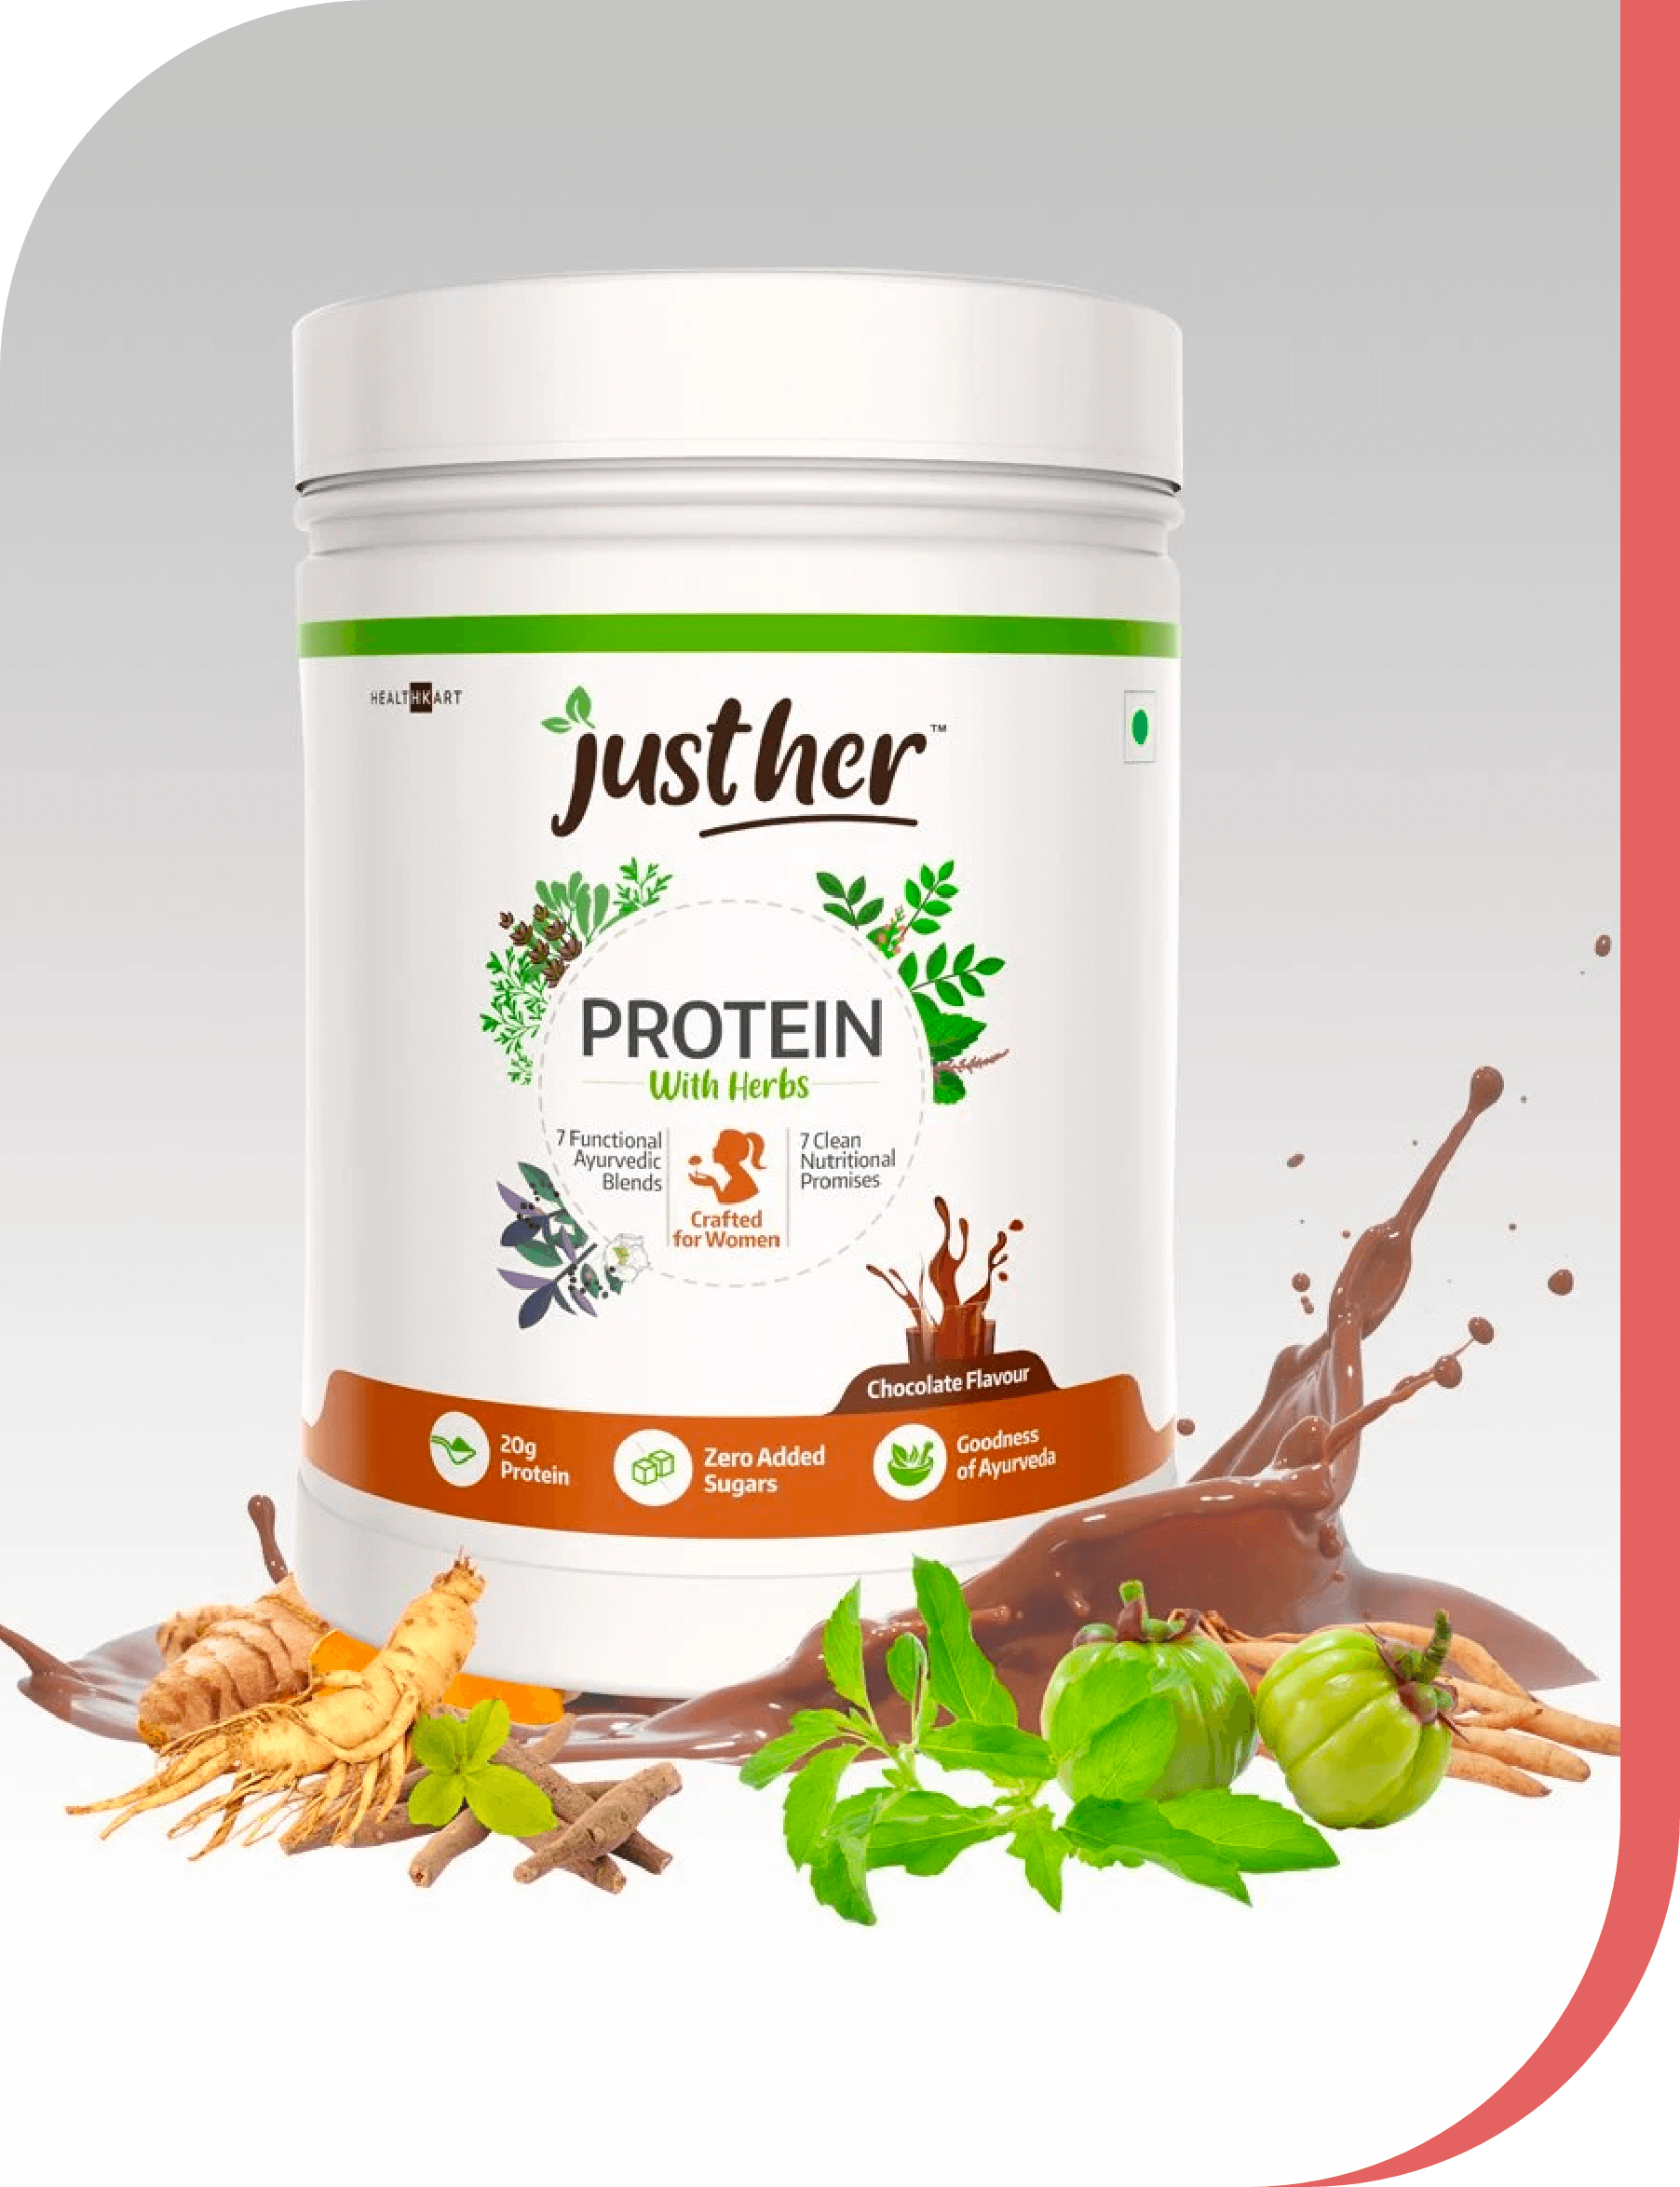 HEALTHKART
justher™
PROTEIN
With Herbs
7 Functional
Ayurvedic
Blends
Crafted
for Women
7 Clean
Nutritional
Promises
Chocolate Flavour
20g
Protein
Zero Added
Sugars
Goodness
of Ayurveda